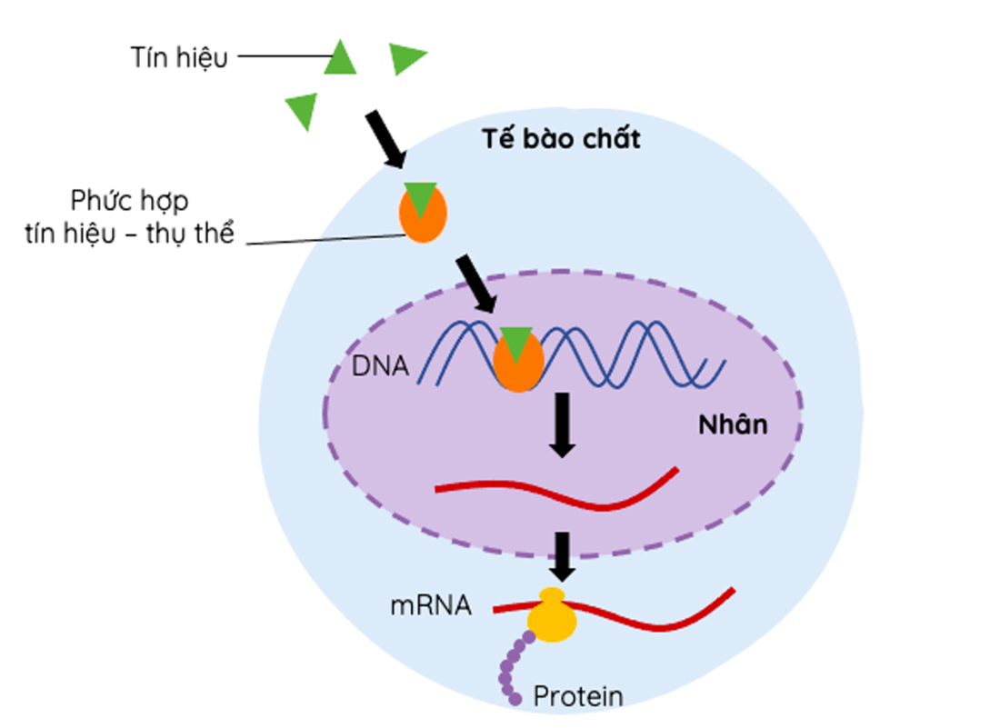 Tín hiệu
Tế bào chất
Phức hợp
tín hiệu – thụ thể
DNA
Nhân
mRNA
Protein